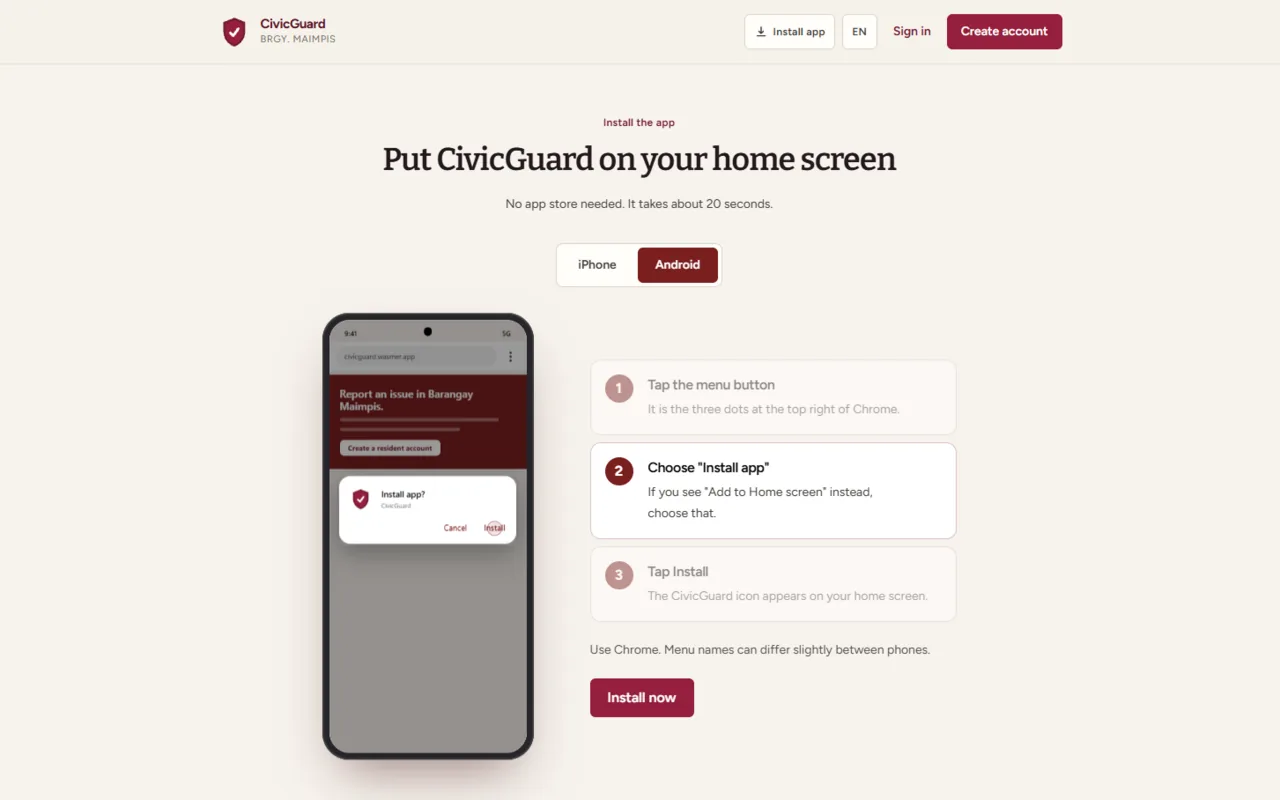 CivicGuard
BRGY. MAIMPIS
Install app
EN
Sign in
Create account
Install the app
Put CivicGuard on your home screen
No app store needed. It takes about 20 seconds.
iPhone
Android
9:41
5G
civicguard.wasmer.app
Report an issue in Barangay
Maimpis.
Create a resident account
Install app?
CivicGuard
Cancel
Install
1
Tap the menu button
It is the three dots at the top right of Chrome.
2
Choose "Install app"
If you see "Add to Home screen" instead,
choose that.
3
Tap Install
The CivicGuard icon appears on your home screen.
Use Chrome. Menu names can differ slightly between phones.
Install now